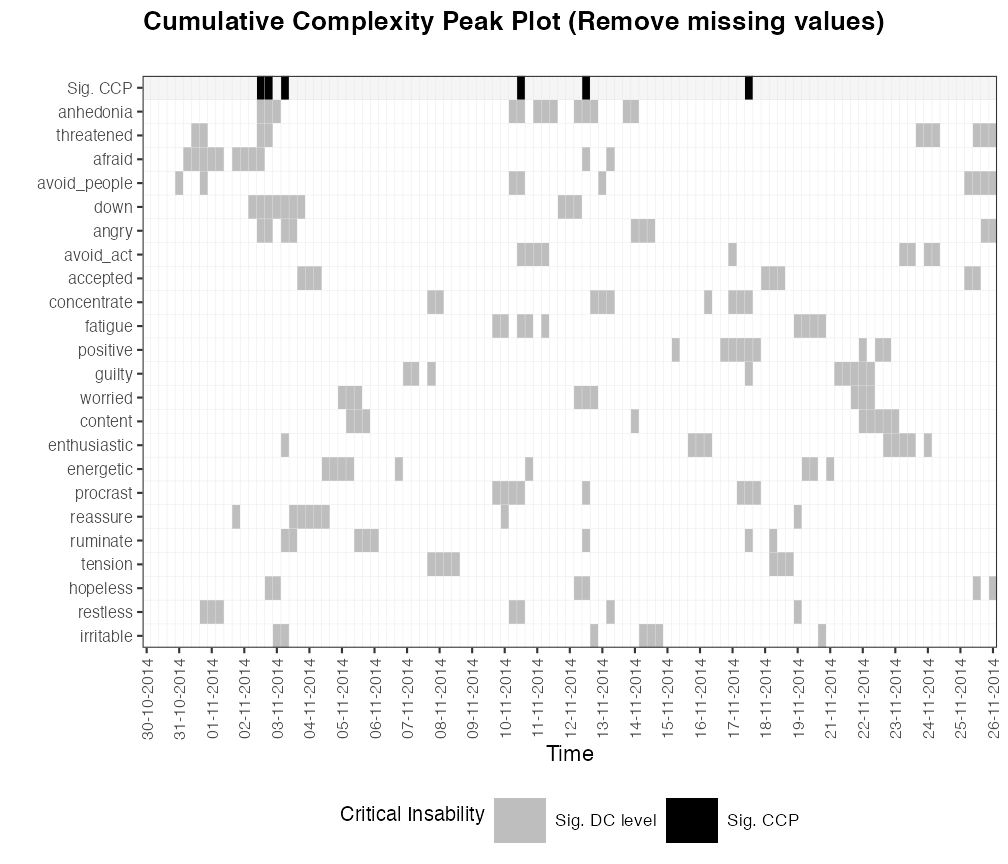 Cumulative Complexity Peak Plot (Remove missing values)
Sig. CCP
anhedonia
threatened
afraid
avoid_people
down
angry
avoid_act
accepted
concentrate
fatigue
positive
guilty
worried
content
enthusiastic
energetic
procrast
reassure
ruminate
tension
hopeless
restless
irritable
30-10-2014
31-10-2014
01-11-2014
02-11-2014
03-11-2014
04-11-2014
05-11-2014
06-11-2014
07-11-2014
08-11-2014
09-11-2014
10-11-2014
11-11-2014
12-11-2014
13-11-2014
14-11-2014
15-11-2014
16-11-2014
17-11-2014
18-11-2014
19-11-2014
21-11-2014
22-11-2014
23-11-2014
24-11-2014
25-11-2014
26-11-2014
Time
Critical Insability
Sig. DC level
Sig. CCP